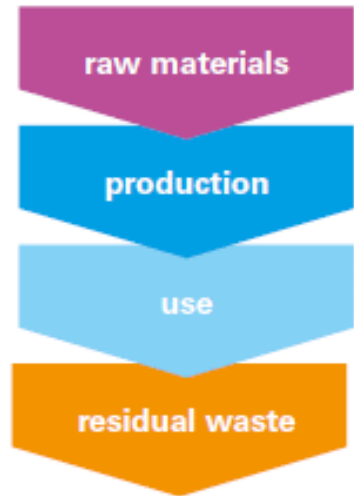 raw materials
production
use
residual waste